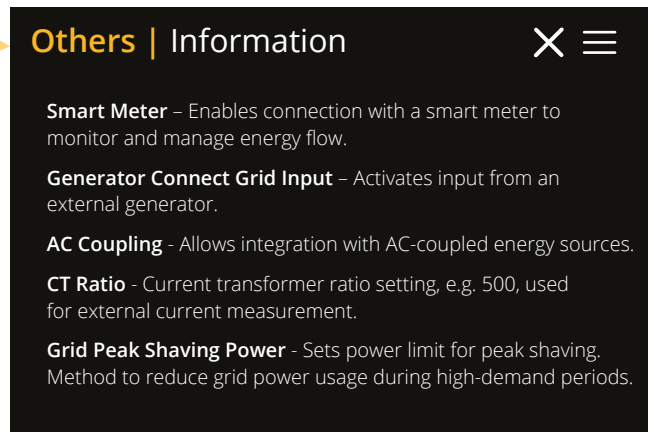 Others | Information
Smart Meter – Enables connection with a smart meter to
monitor and manage energy flow.
Generator Connect Grid Input – Activates input from an
external generator.
AC Coupling - Allows integration with AC-coupled energy sources.
CT Ratio - Current transformer ratio setting, e.g. 500, used
for external current measurement.
Grid Peak Shaving Power - Sets power limit for peak shaving.
Method to reduce grid power usage during high-demand periods.